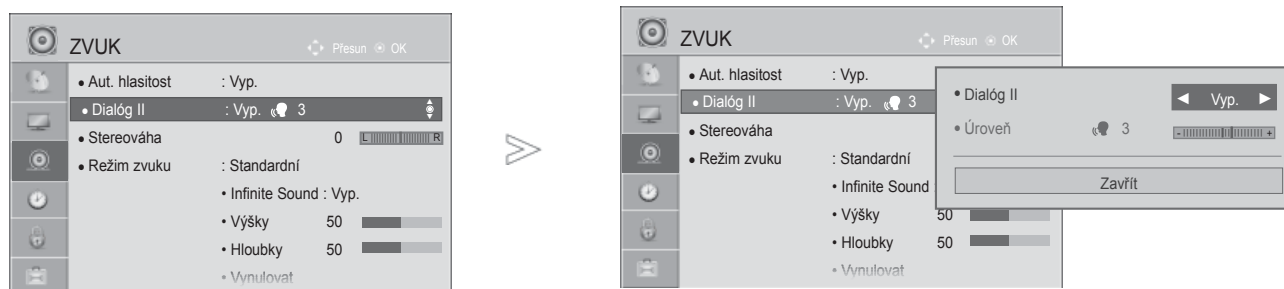 ZVUK Přesun OK
• Aut. hlasitost : Vyp.
• Dialóg II : Vyp. 3
• Stereováha 0 L R
• Režim zvuku : Standardní
• Infinite Sound : Vyp.
• Výšky 50
• Hloubky 50
• Vynulovat
ZVUK Přesun OK
• Aut. hlasitost : Vyp.
• Dialóg II : Vyp. 3
• Stereováha
• Režim zvuku : Standardní
• Infinite Sound :
• Výšky 50
• Hloubky 50
• Vynulovat
• Dialóg II ◄ Vyp. ►
• Úroveň 3 - +
Zavřít